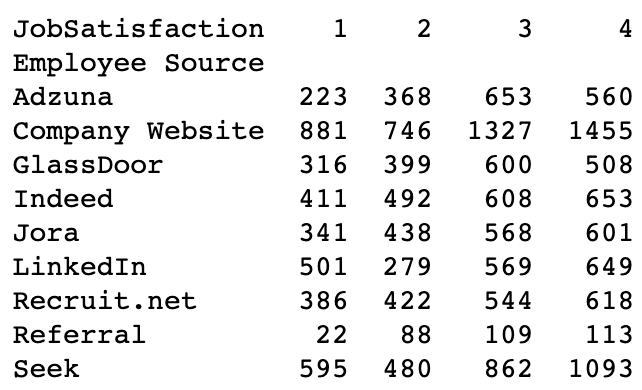 JobSatisfaction 1 2 3 4
Employee Source
Adzuna 223 368 653 560
Company Website 881 746 1327 1455
GlassDoor 316 399 600 508
Indeed 411 492 608 653
Jora 341 438 568 601
LinkedIn 501 279 569 649
Recruit.net 386 422 544 618
Referral 22 88 109 113
Seek 595 480 862 1093